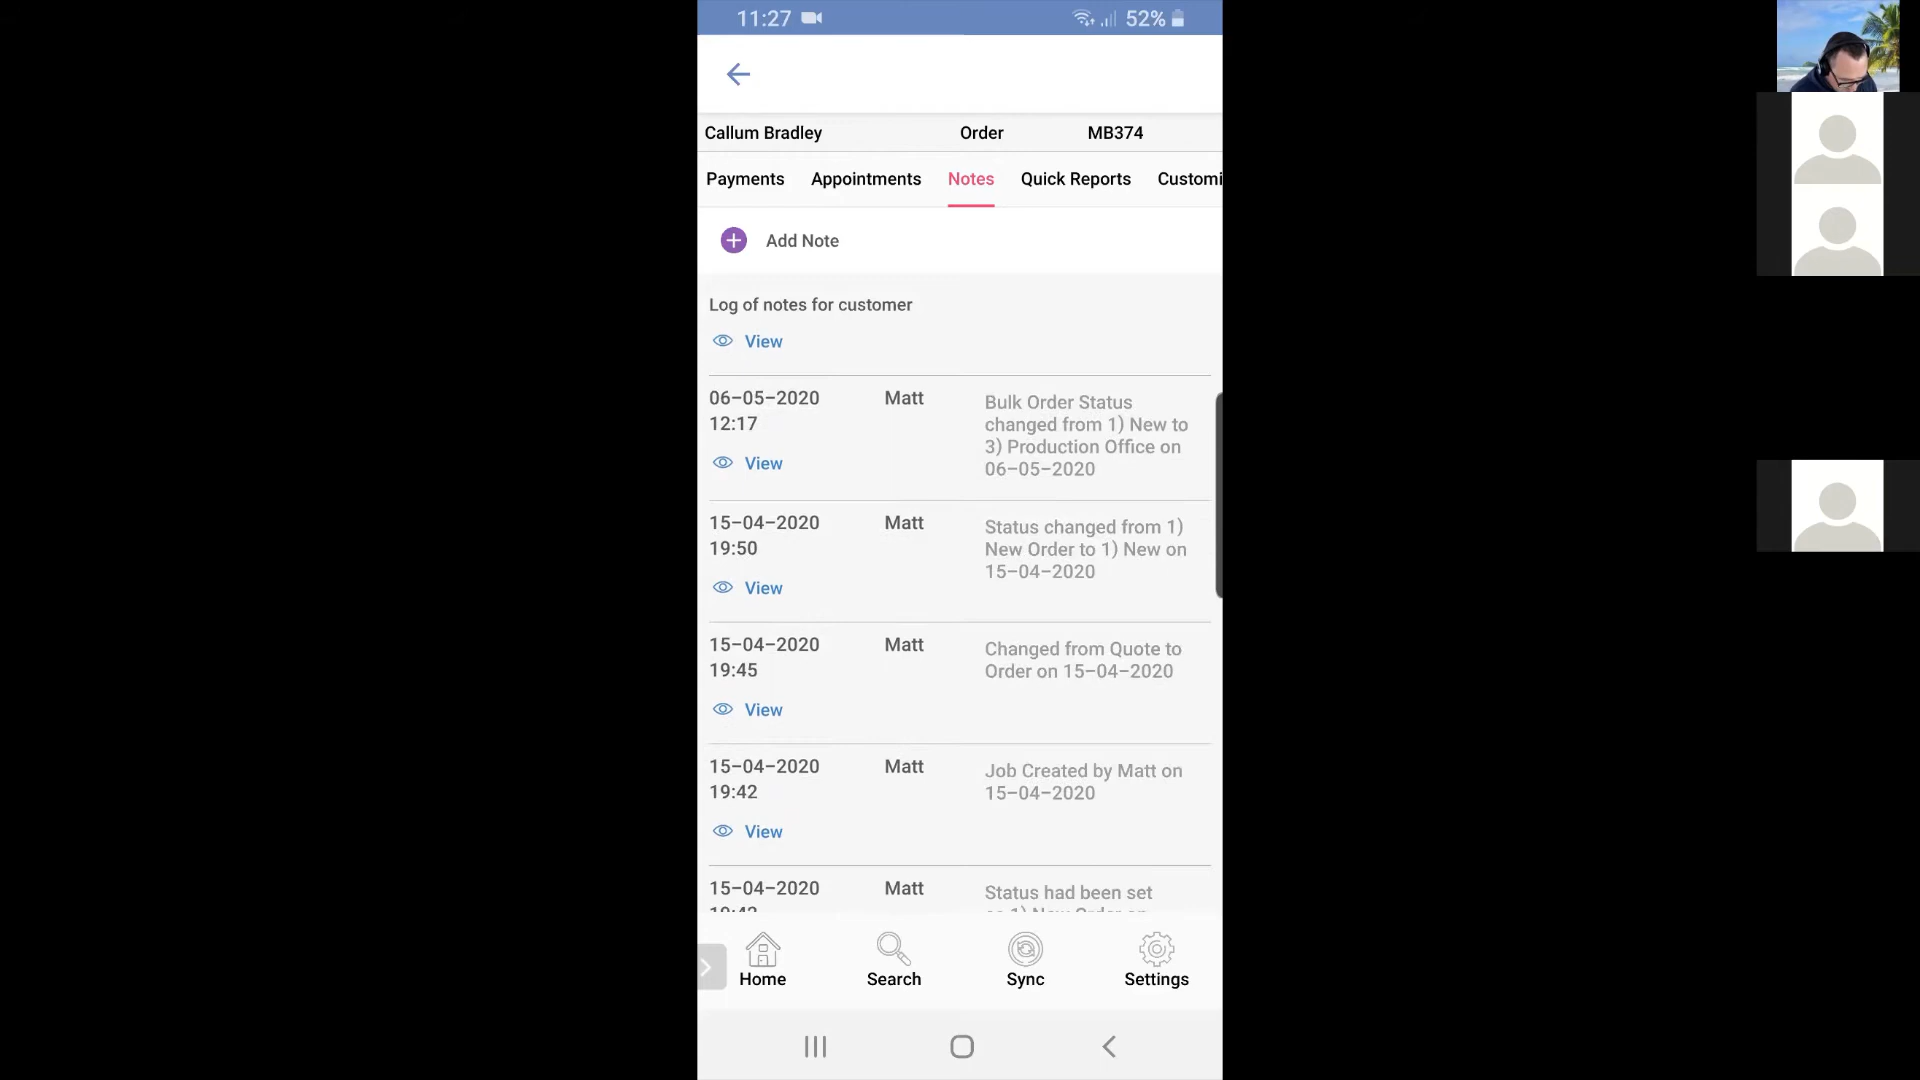 11:27
52%
Callum Bradley Order MB374
Payments Appointments Notes Quick Reports Customi
Add Note
Log of notes for customer
View
06-05-2020 Matt
12:17
Bulk Order Status
changed from 1) New to
3) Production Office on
06-05-2020
View
15-04-2020 Matt
19:50
Status changed from 1)
New Order to 1) New on
15-04-2020
View
15-04-2020 Matt
19:45
Changed from Quote to
Order on 15-04-2020
View
15-04-2020 Matt
19:42
Job Created by Matt on
15-04-2020
View
15-04-2020 Matt
Status had been set
Home Search Sync Settings